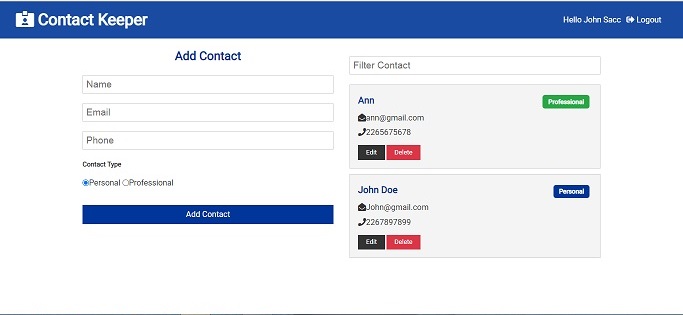 Contact Keeper
Hello John Sacc Logout
Add Contact
Name
Email
Phone
Contact Type
Personal Professional
Add Contact
Filter Contact
Ann Professional
ann@gmail.com
2265675678
Edit Delete
John Doe Personal
John@gmail.com
2267897899
Edit Delete